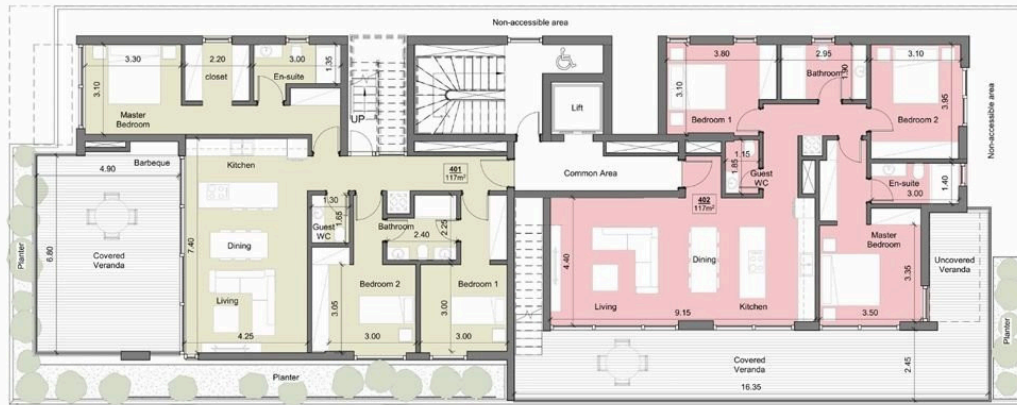 Non-accessible area
3.30
2.20
3.00
1.35
closet
En-suite
3.10
Master
Bedroom
UP
Lift
3.80
2.95
3.10
Bathroom
1.90
3.10
3.95
Bedroom 1
Bedroom 2
Non-accessible area
Barbeque
4.90
Kitchen
401
117m²
Common Area
1.15
1.85
Guest
WC
402
117m²
En-suite
3.00
1.40
1.30
1.65
Guest
WC
Bathroom
2.40
2.25
6.80
Covered
Veranda
7.40
Dining
Living
4.25
3.05
Bedroom 2
3.00
3.00
Bedroom 1
3.00
4.40
Living
Dining
Kitchen
9.15
Master
Bedroom
3.35
3.50
Uncovered
Veranda
Planter
Planter
Planter
Covered
Veranda
16.35
2.45